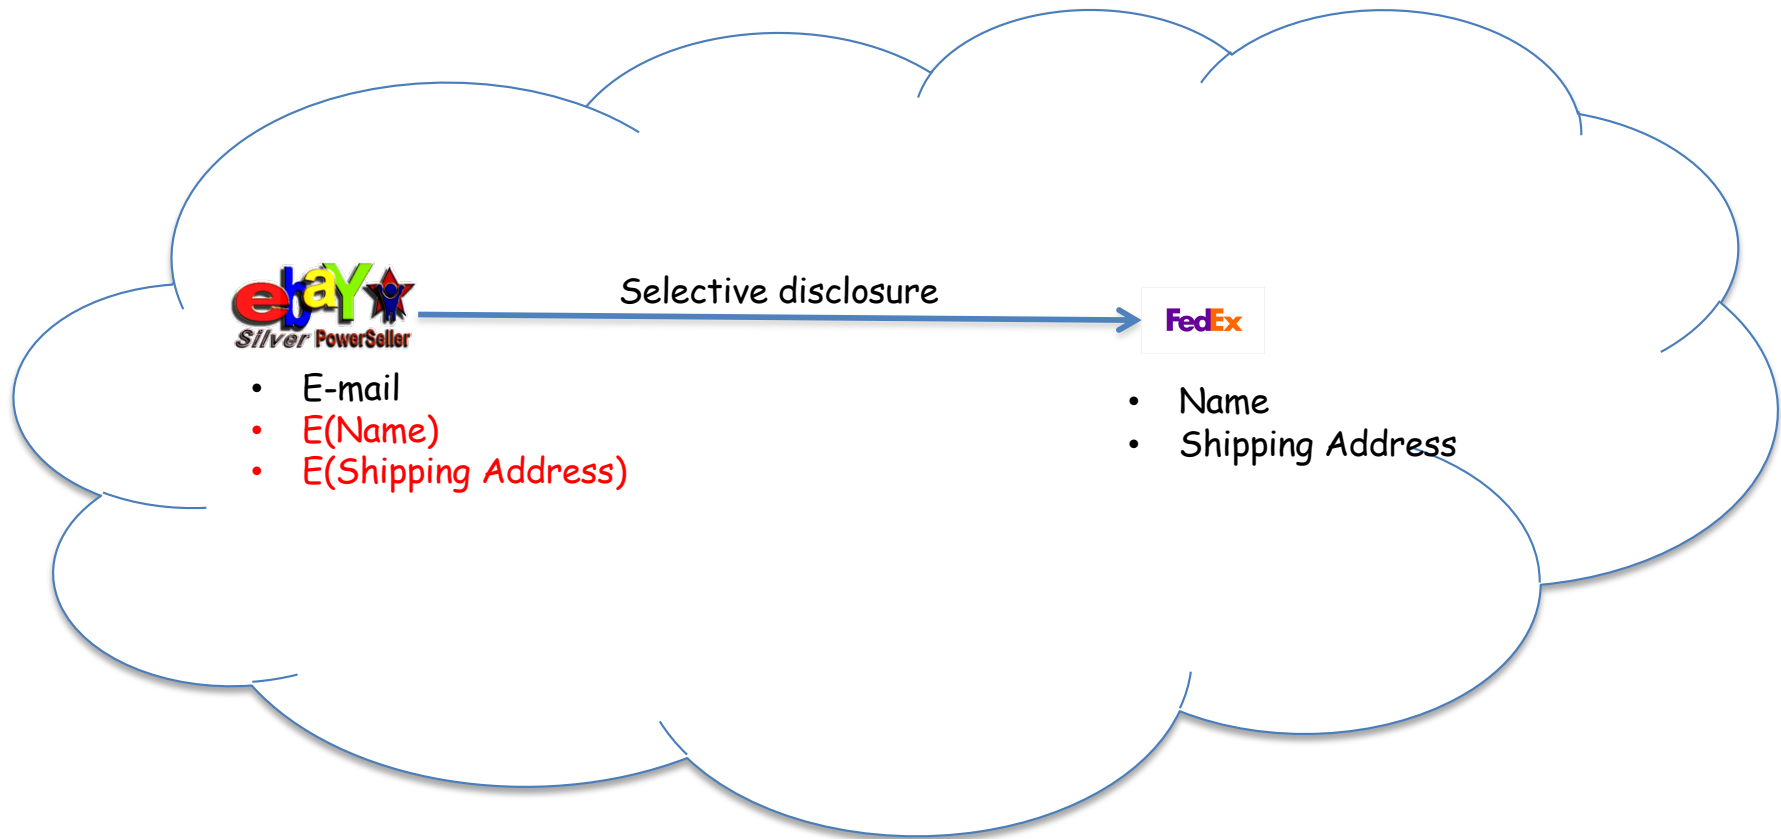 ebaY
Silver PowerSeller
Selective disclosure
FedEx
• E-mail
• E(Name)
• E(Shipping Address)
• Name
• Shipping Address